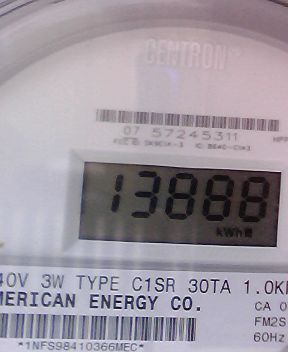 CENTRON®
07 57245311
13888
kWh
40V 3W TYPE C1SR 30TA 1.0K
MERICAN ENERGY CO.
CA 0
FM2S
60Hz
*1NFS98410366MEC*